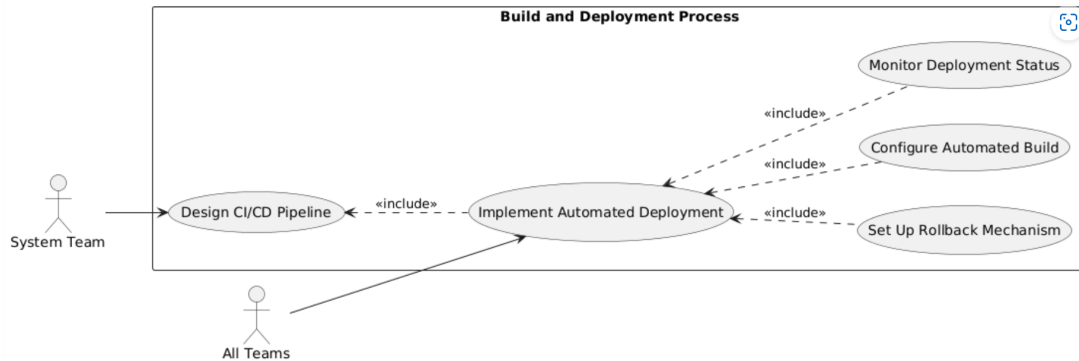 Build and Deployment Process
Monitor Deployment Status
«include»
Configure Automated Build
«include»
Design CI/CD Pipeline
«include»
Implement Automated Deployment
«include»
Set Up Rollback Mechanism
System Team
All Teams